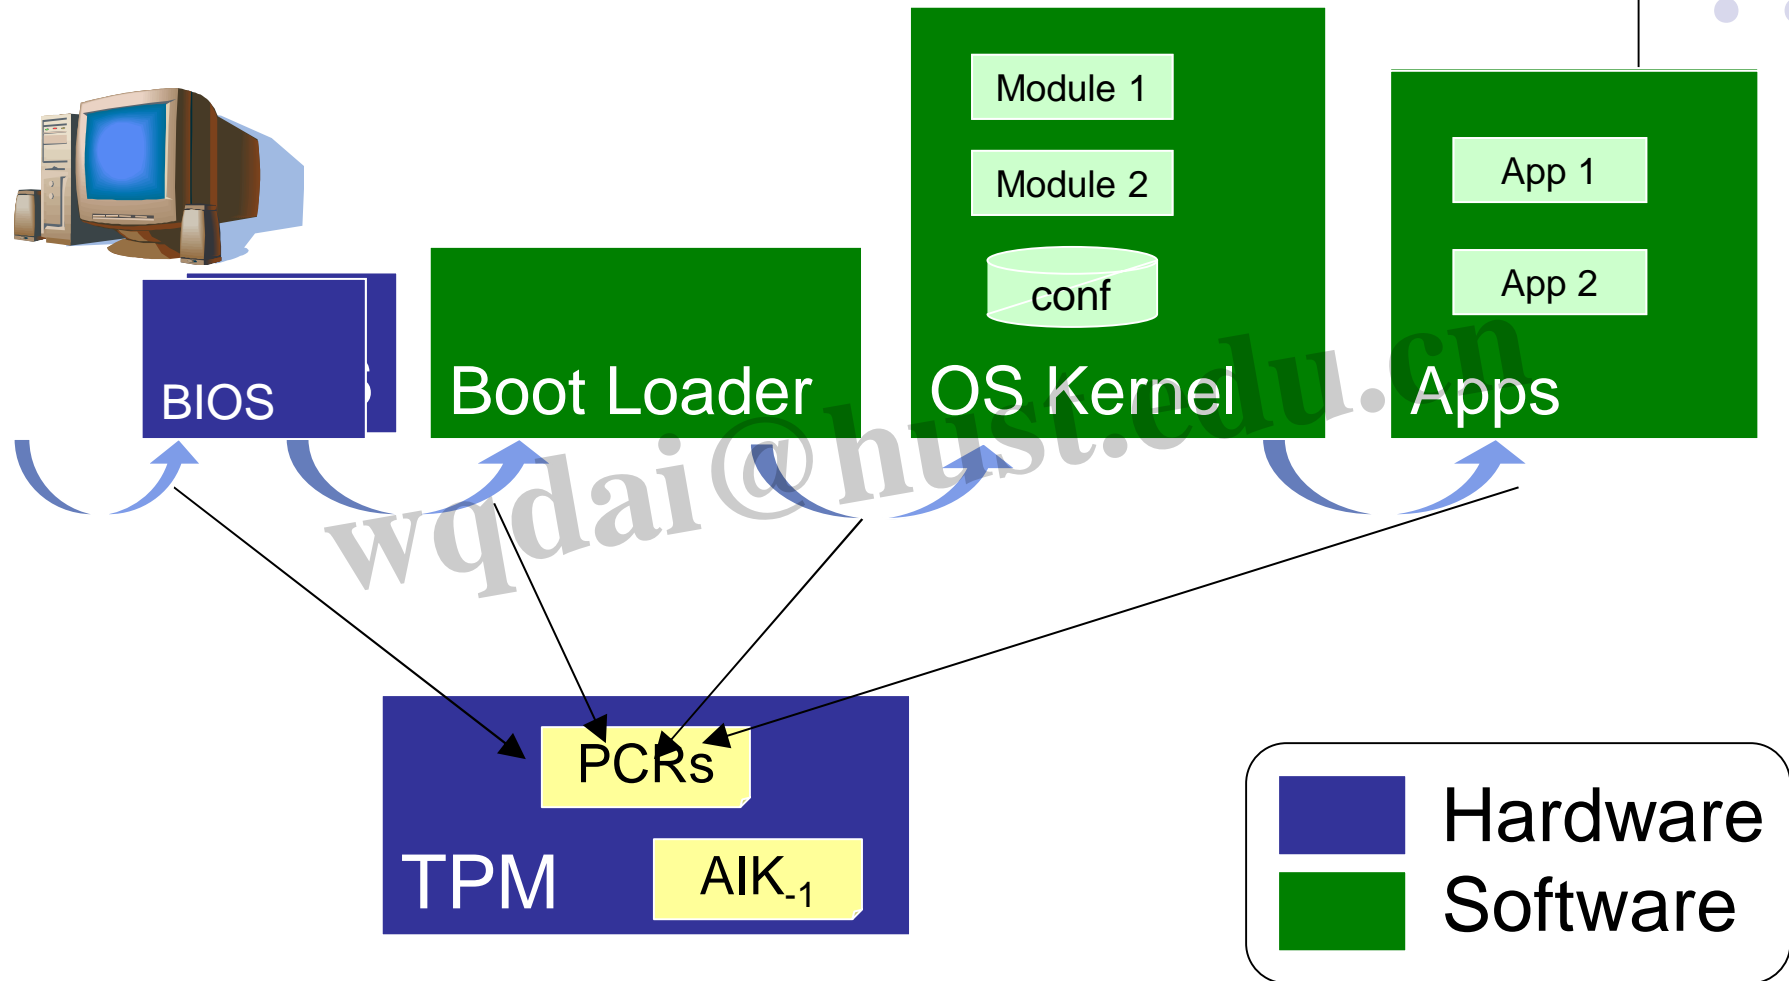 Module 1
Module 2
conf
OS Kernel
App 1
App 2
Apps
BIOS
S
Boot Loader
wqdai@hust.edu.cn
PCRs
TPM
AIK-1
Hardware
Software